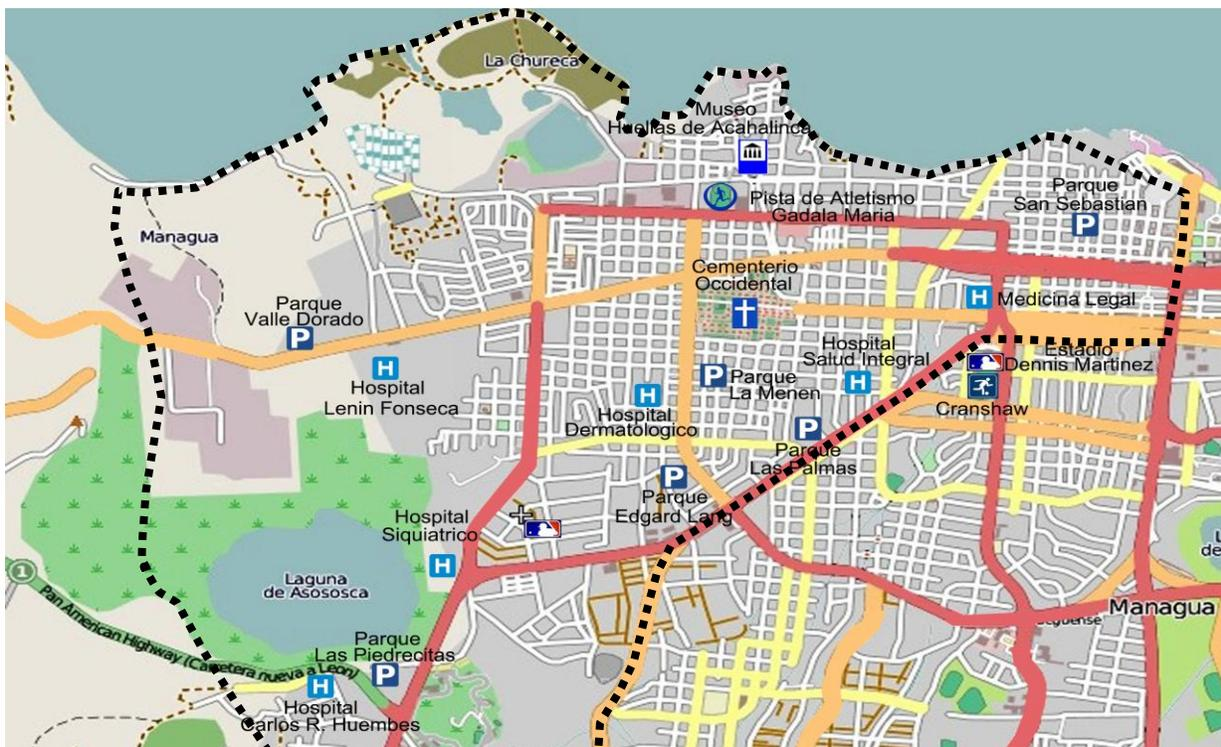 La Chureca
Museo
Huellas de Acahalinca
Parque
San Sebastian
P
Pista de Atletismo
Gadala Maria
Managua
Cementerio
Occidental
H
Medicina Legal
Parque
Valle Dorado
P
Hospital
Salud Integral
H
Estadio
Dennis Martinez
H
Hospital
Lenin Fonseca
P
Parque
La Menen
H
Hospital
Dermatologico
Cranshaw
P
Parque
Las Palmas
P
Parque
Edgard Lang
Hospital
Siquiatrico
H
1
Laguna
de Asososca
Pan American Highway (Carretera nueva a Leon)
Managua
Parque
Las Piedrecitas
P
H
Hospital
Carlos R. Huembes
L
de